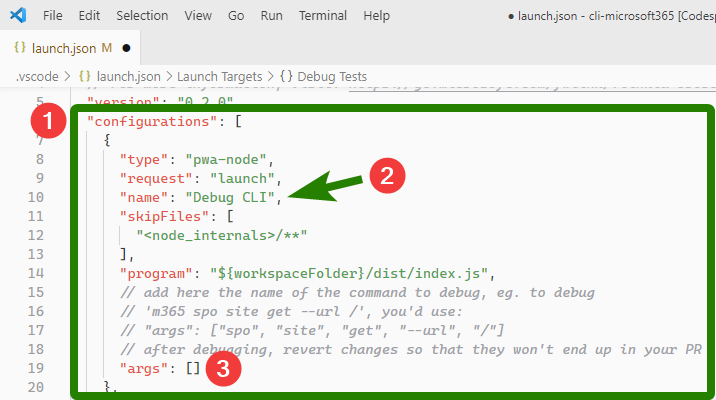 File Edit Selection View Go Run Terminal Help ● launch.json - cli-microsoft365 [Codesp
{} launch.json M ●
.vscode > {} launch.json > Launch Targets > {} Debug Tests
5 "version": "0.2.0"
1 "configurations": [
7 {
8 "type": "pwa-node",
9 "request": "launch", 2
10 "name": "Debug CLI",
11 "skipFiles": [
12 "<node_internals>/**"
13 ],
14 "program": "${workspaceFolder}/dist/index.js",
15 // add here the name of the command to debug, eg. to debug
16 // 'm365 spo site get --url /', you'd use:
17 // "args": ["spo", "site", "get", "--url", "/"]
18 // after debugging, revert changes so that they won't end up in your PR
19 "args": [] 3
20 },